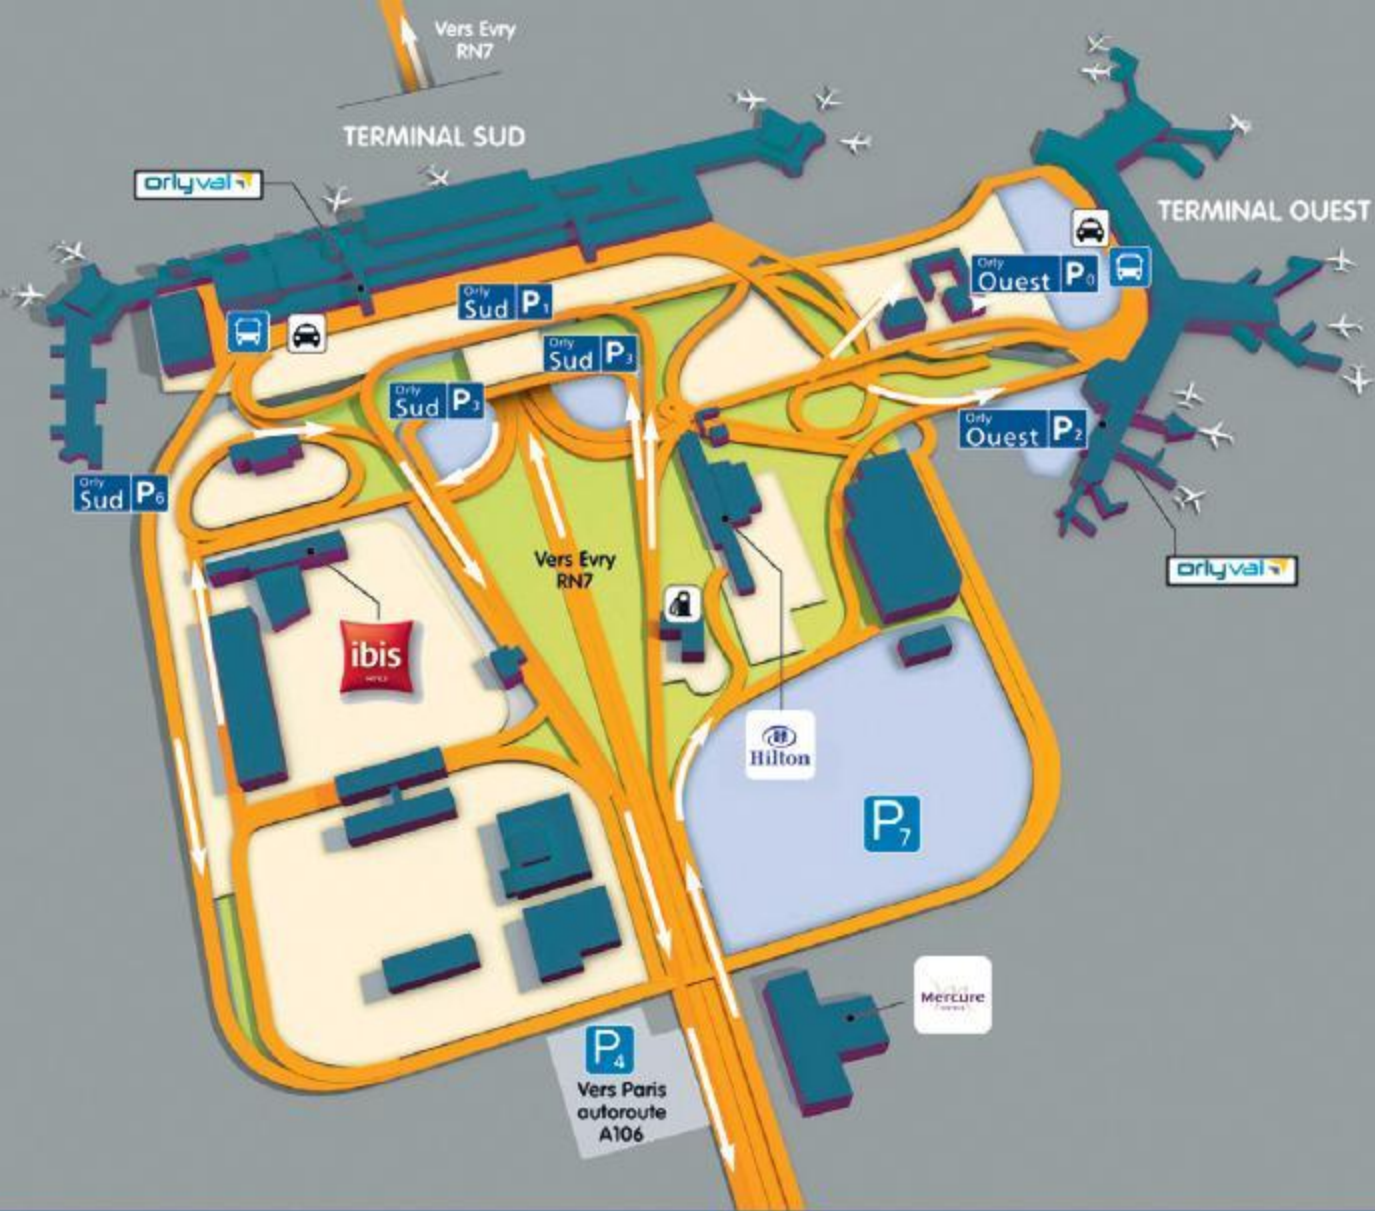 Vers Evry
RN7
TERMINAL SUD
orlyval
TERMINAL OUEST
Orly
Ouest P0
Orly
Sud P1
Orly
Sud P3
Orly
Sud P3
Orly
Ouest P2
Orly
Sud P6
Vers Evry
RN7
orlyval
ibis
Hilton
P7
Mercure
P4
Vers Paris
autoroute
A106